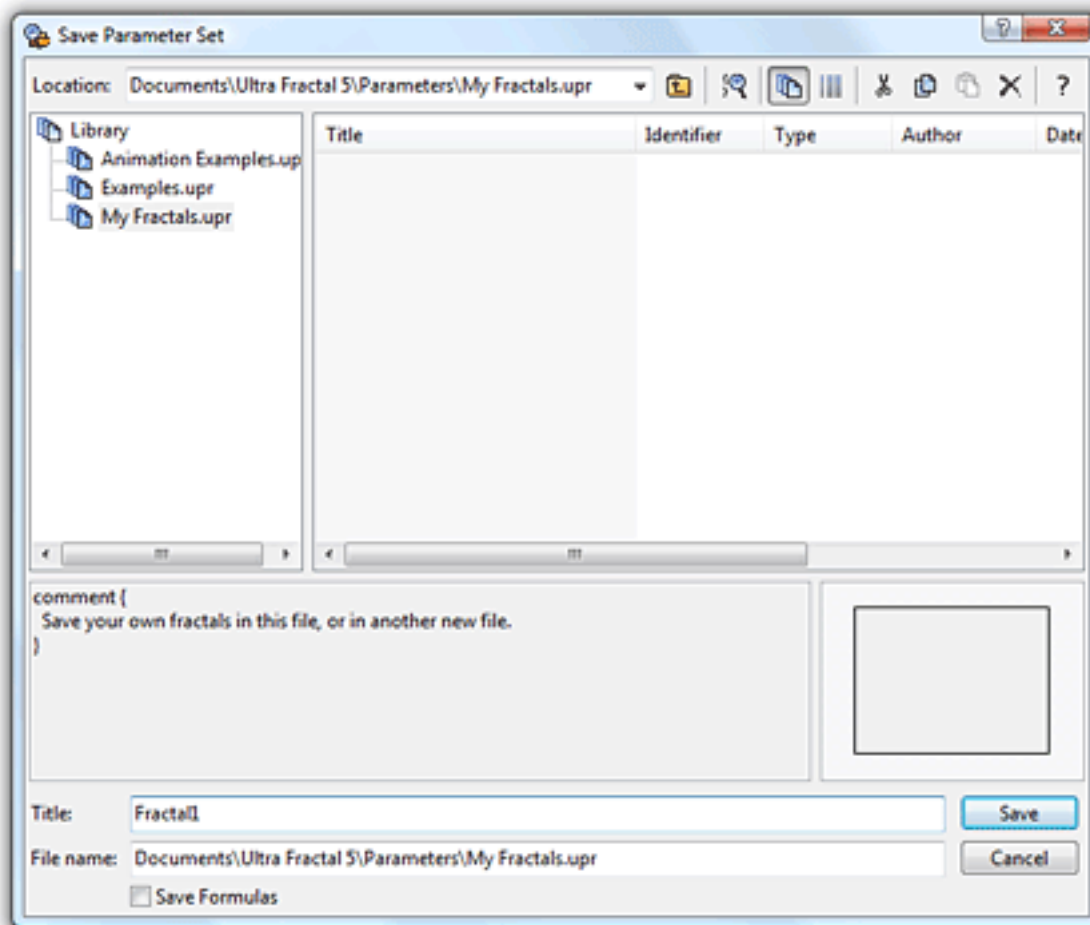 Save Parameter Set
Location: Documents\Ultra Fractal 5\Parameters\My Fractals.upr
Library
Animation Examples.up
Examples.upr
My Fractals.upr
Title Identifier Type Author Date
comment {
Save your own fractals in this file, or in another new file.
}
Title: Fractal1 Save
File name: Documents\Ultra Fractal 5\Parameters\My Fractals.upr Cancel
Save Formulas